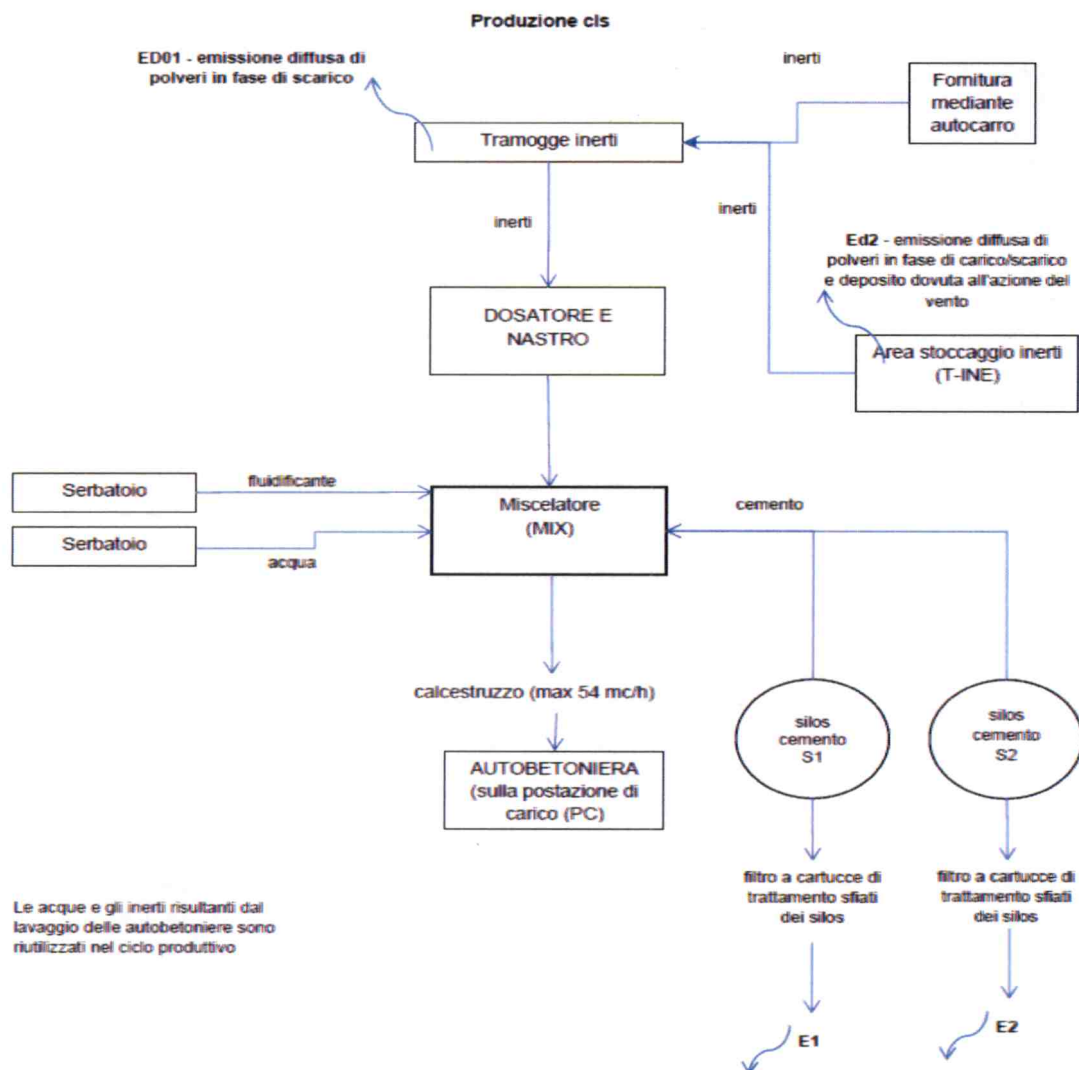 Produzione cls
ED01 - emissione diffusa di
polveri in fase di scarico
inerti
Fornitura
mediante
autocarro
Tramogge inerti
inerti
inerti
Ed2 - emissione diffusa di
polveri in fase di carico/scarico
e deposito dovuta all'azione del
vento
DOSATORE E
NASTRO
Area stoccaggio inerti
(T-INE)
Serbatoio
fluidificante
Miscelatore
(MIX)
cemento
Serbatoio
acqua
calcestruzzo (max 54 mc/h)
silos
cemento
S1
silos
cemento
S2
AUTOBETONIERA
(sulla postazione di
carico (PC)
filtro a cartucce di
trattamento sfiati
dei silos
filtro a cartucce di
trattamento sfiati
dei silos
Le acque e gli inerti risultanti dal
lavaggio delle autobetoniere sono
riutilizzati nel ciclo produttivo
E1
E2